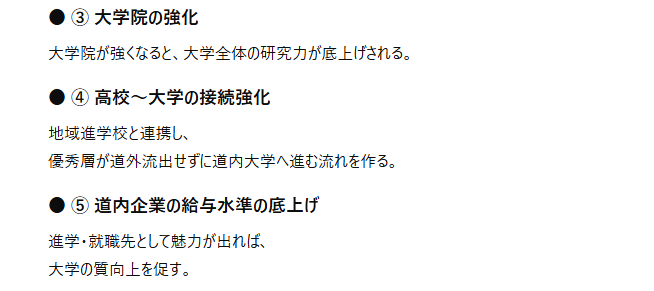 ● ③ 大学院の強化
大学院が強くなると、大学全体の研究力が底上げされる。
● ④ 高校～大学の接続強化
地域進学校と連携し、
優秀層が道外流出せずに道内大学へ進む流れを作る。
● ⑤ 道内企業の給与水準の底上げ
進学・就職先として魅力が出れば、
大学の質向上を促す。